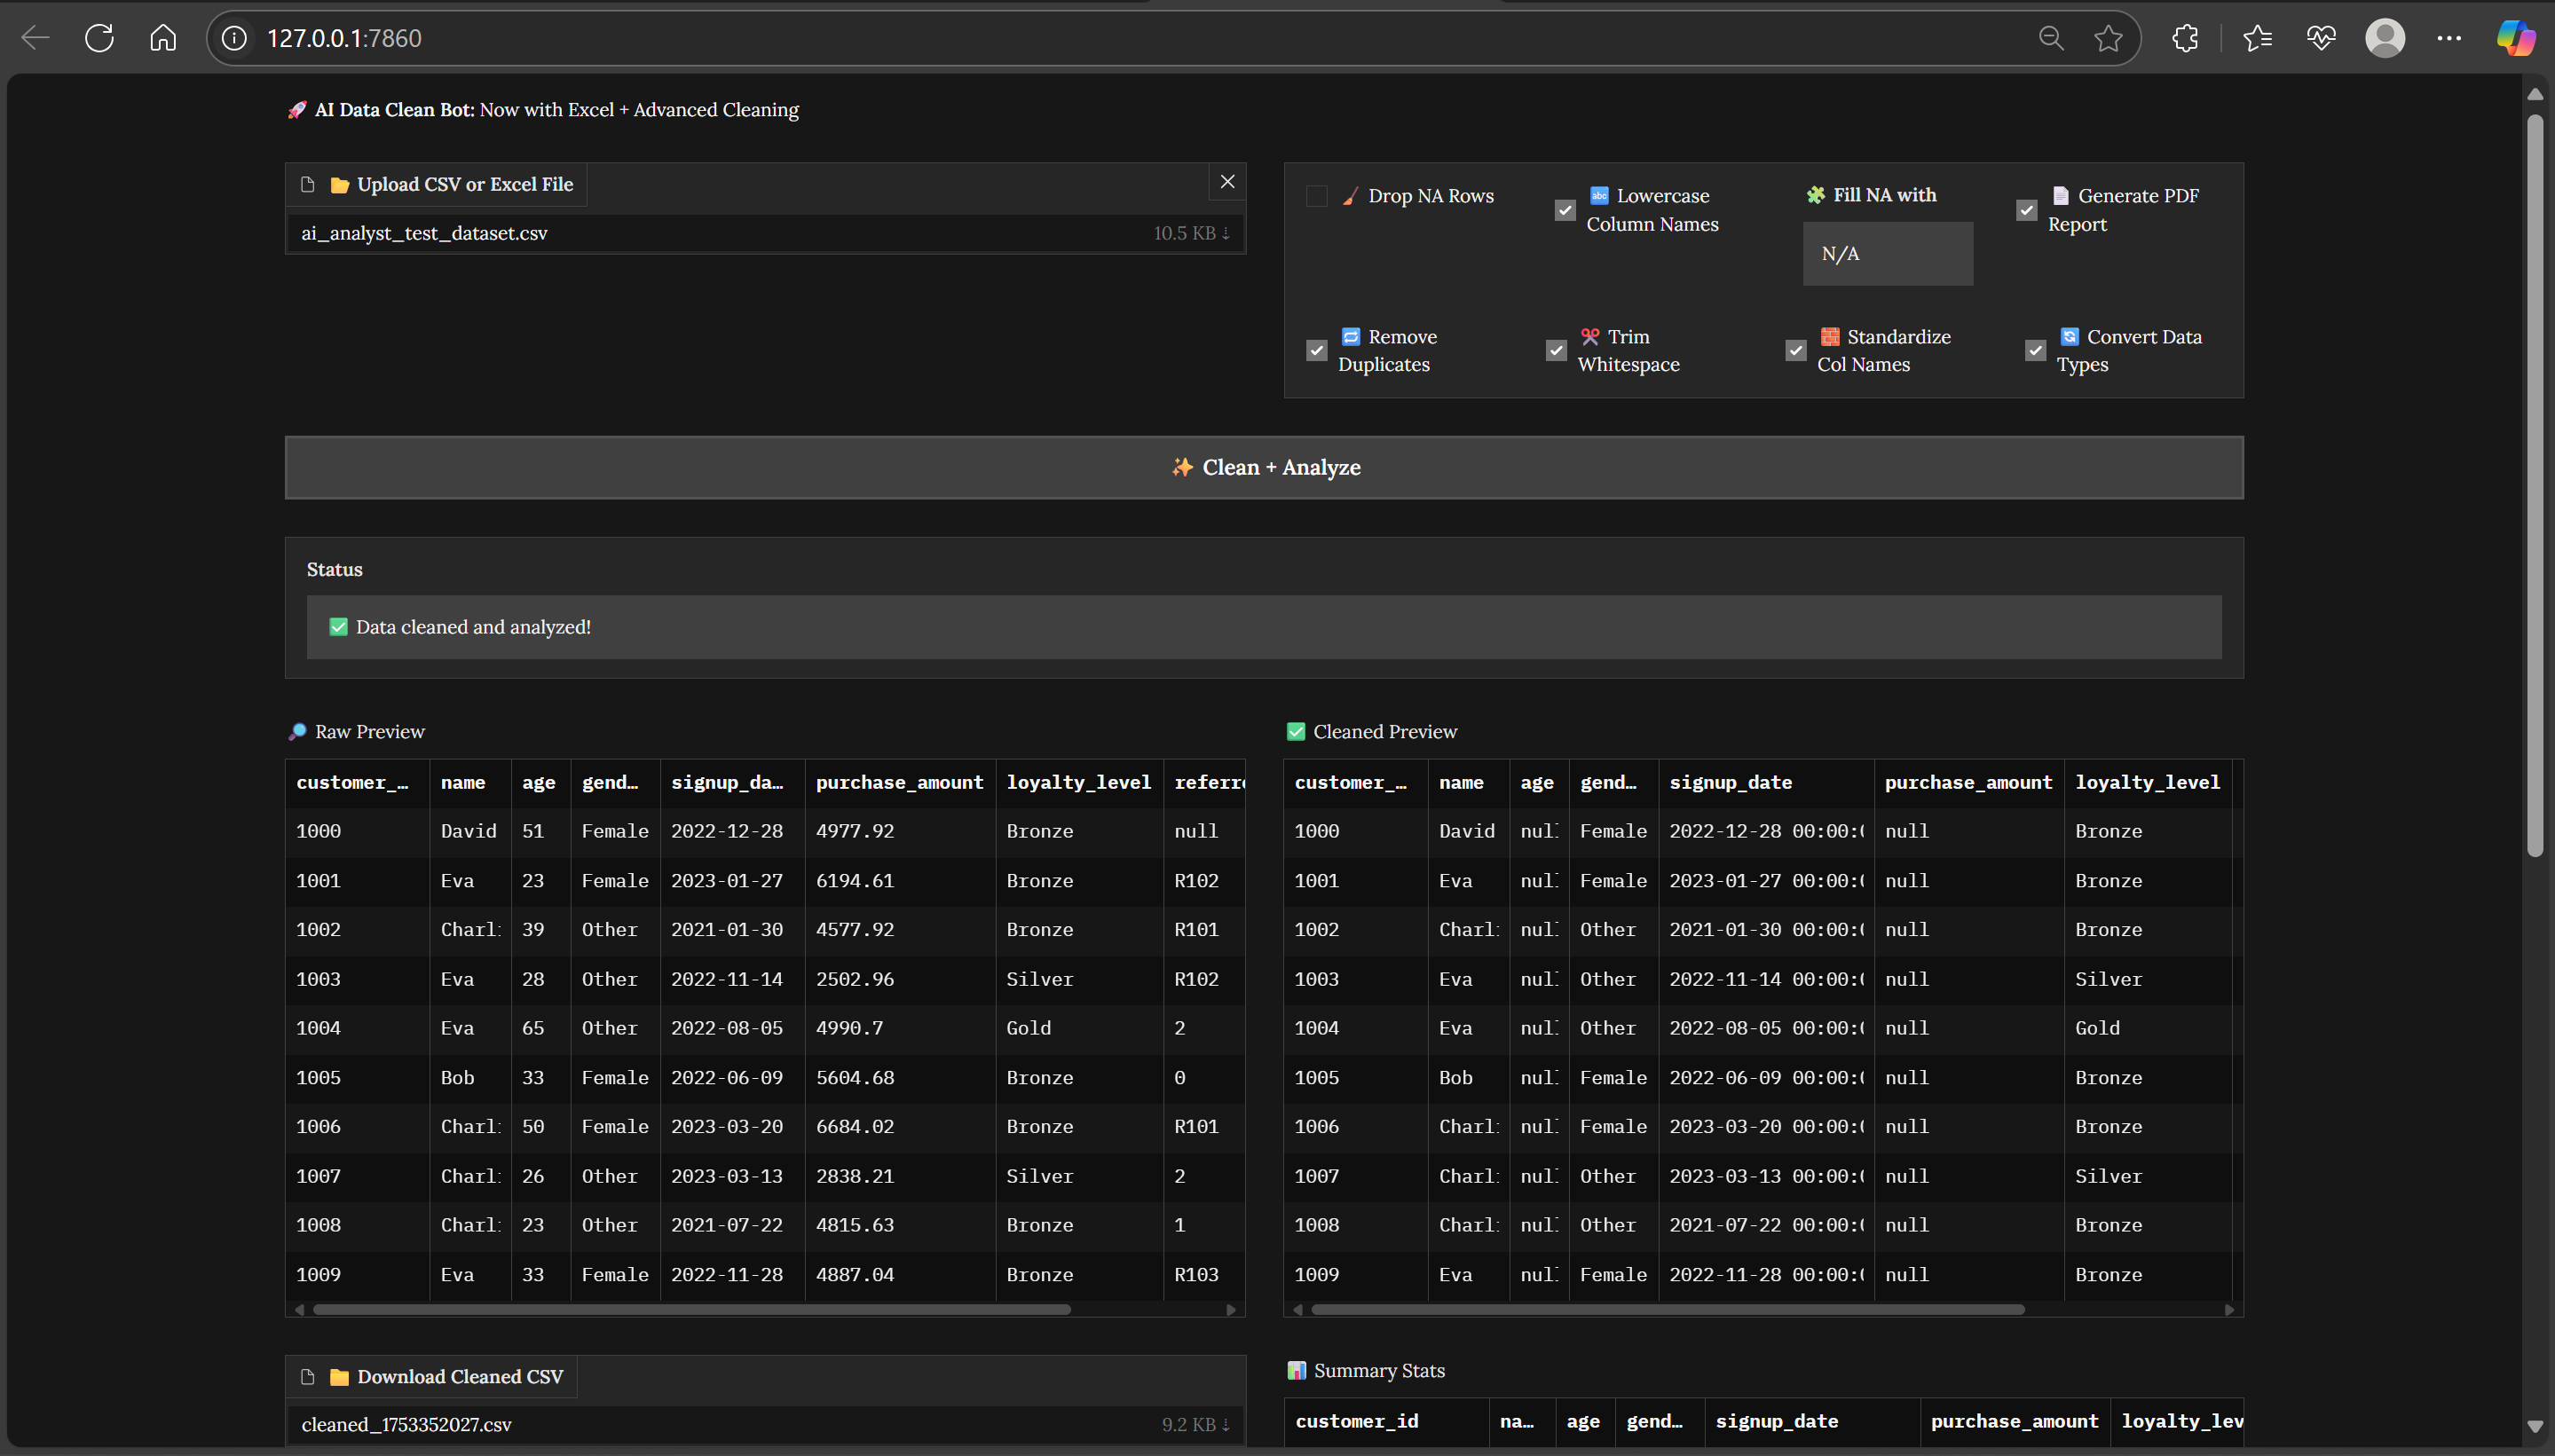 127.0.0.1:7860
🚀 AI Data Clean Bot: Now with Excel + Advanced Cleaning
📂 Upload CSV or Excel File
ai_analyst_test_dataset.csv 10.5 KB ↓
🧹 Drop NA Rows
🔤 Lowercase
Column Names
🧩 Fill NA with
N/A
📄 Generate PDF
Report
🔁 Remove
Duplicates
✂️ Trim
Whitespace
🧱 Standardize
Col Names
🔄 Convert Data
Types
✨ Clean + Analyze
Status
✅ Data cleaned and analyzed!
🔎 Raw Preview
customer_… name age gend… signup_da… purchase_amount loyalty_level referre
1000 David 51 Female 2022-12-28 4977.92 Bronze null
1001 Eva 23 Female 2023-01-27 6194.61 Bronze R102
1002 Charl 39 Other 2021-01-30 4577.92 Bronze R101
1003 Eva 28 Other 2022-11-14 2502.96 Silver R102
1004 Eva 65 Other 2022-08-05 4990.7 Gold 2
1005 Bob 33 Female 2022-06-09 5604.68 Bronze 0
1006 Charl 50 Female 2023-03-20 6684.02 Bronze R101
1007 Charl 26 Other 2023-03-13 2838.21 Silver 2
1008 Charl 23 Other 2021-07-22 4815.63 Bronze 1
1009 Eva 33 Female 2022-11-28 4887.04 Bronze R103
✅ Cleaned Preview
customer_… name age gend… signup_date purchase_amount loyalty_level
1000 David nul Female 2022-12-28 00:00:0 null Bronze
1001 Eva nul Female 2023-01-27 00:00:0 null Bronze
1002 Charl nul Other 2021-01-30 00:00:0 null Bronze
1003 Eva nul Other 2022-11-14 00:00:0 null Silver
1004 Eva nul Other 2022-08-05 00:00:0 null Gold
1005 Bob nul Female 2022-06-09 00:00:0 null Bronze
1006 Charl nul Female 2023-03-20 00:00:0 null Bronze
1007 Charl nul Other 2023-03-13 00:00:0 null Silver
1008 Charl nul Other 2021-07-22 00:00:0 null Bronze
1009 Eva nul Female 2022-11-28 00:00:0 null Bronze
📁 Download Cleaned CSV
cleaned_1753352027.csv 9.2 KB ↓
📊 Summary Stats
customer_id na… age gend… signup_date purchase_amount loyalty_lev